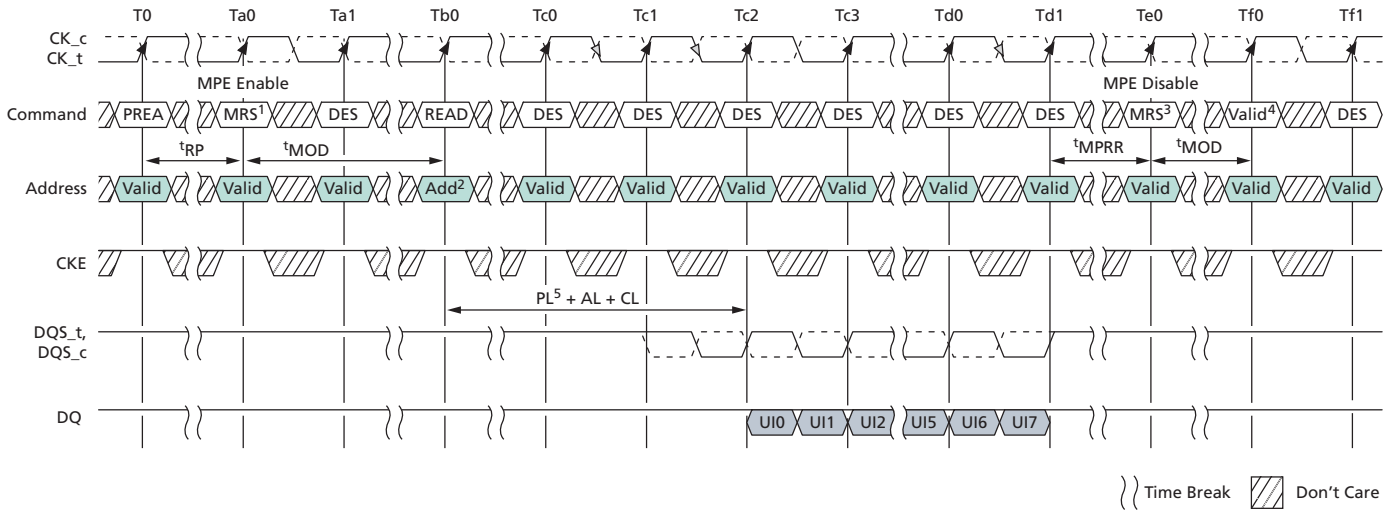 T0 Ta0 Ta1 Tb0 Tc0 Tc1 Tc2 Tc3 Td0 Td1 Te0 Tf0 Tf1
CK_c
CK_t
MPE Enable MPE Disable
Command PREA MRS¹ DES READ DES DES DES DES DES DES MRS³ Valid⁴ DES
ᵗRP ᵗMOD ᵗMPRR ᵗMOD
Address Valid Valid Valid Add² Valid Valid Valid Valid Valid Valid Valid Valid Valid
CKE
PL⁵ + AL + CL
DQS_t,
DQS_c
DQ UI0 UI1 UI2 UI5 UI6 UI7
Time Break Don't Care